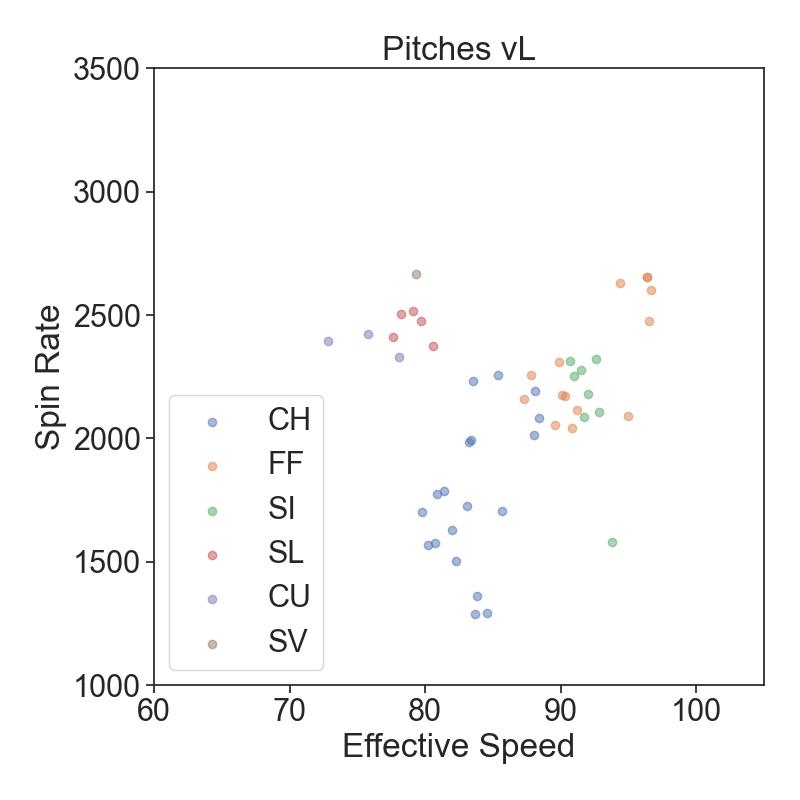 Pitches vL
3500
3000
2500
2000
1500
1000
Spin Rate
CH
FF
SI
SL
CU
SV
60 70 80 90 100
Effective Speed